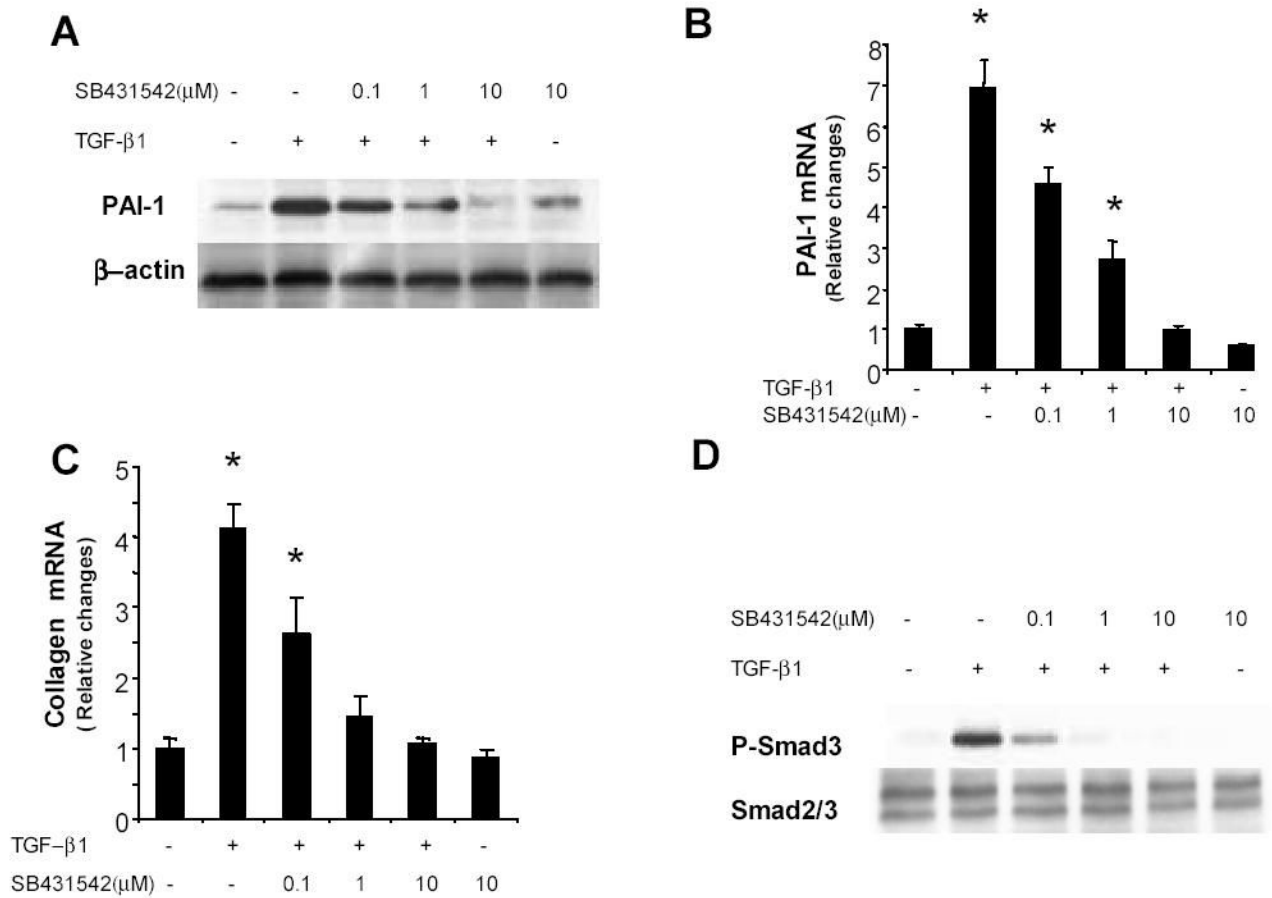 A
SB431542(μM) - - 0.1 1 10 10
TGF-β1 - + + + + -
PAI-1
β–actin
B
PAI-1 mRNA
(Relative changes)
*
*
*
8
7
6
5
4
3
2
1
0
TGF-β1 - + + + + -
SB431542(μM) - - 0.1 1 10 10
C
Collagen mRNA
( Relative changes)
*
*
5
4
3
2
1
0
TGF–β1 - + + + + -
SB431542(μM) - - 0.1 1 10 10
D
SB431542(μM) - - 0.1 1 10 10
TGF-β1 - + + + + -
P-Smad3
Smad2/3